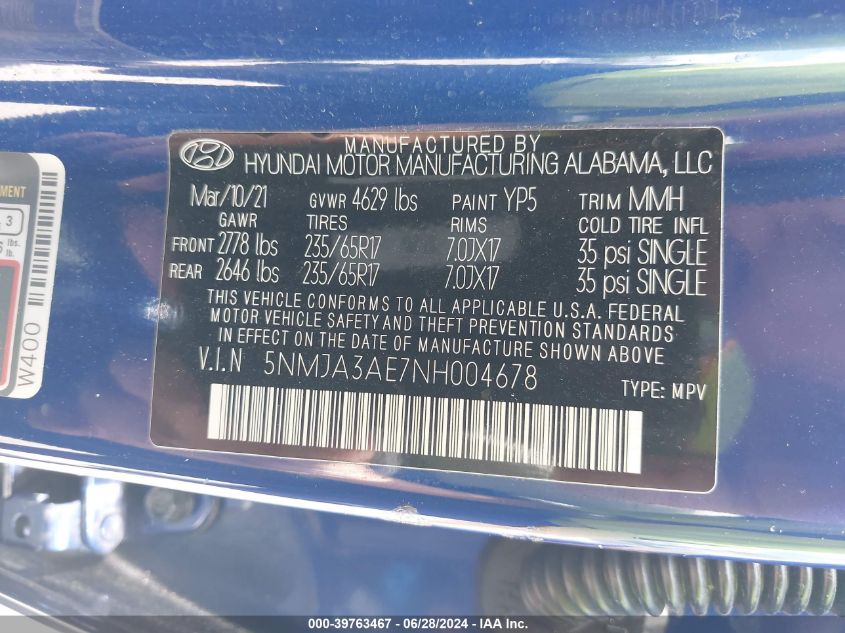 MANUFACTURED BY
HYUNDAI MOTOR MANUFACTURING ALABAMA, LLC
Mar/10/21 GVWR 4629 lbs PAINT YP5 TRIM MMH
GAWR TIRES RIMS COLD TIRE INFL
FRONT 2778 lbs 235/65R17 7.0JX17 35 psi SINGLE
REAR 2646 lbs 235/65R17 7.0JX17 35 psi SINGLE
THIS VEHICLE CONFORMS TO ALL APPLICABLE U.S.A. FEDERAL
MOTOR VEHICLE SAFETY AND THEFT PREVENTION STANDARDS
IN EFFECT ON THE DATE OF MANUFACTURE SHOWN ABOVE
V.I.N 5NMJA3AE7NH004678
TYPE: MPV
3
lbs.
lb.
W400
000-39763467 - 06/28/2024 - IAA Inc.